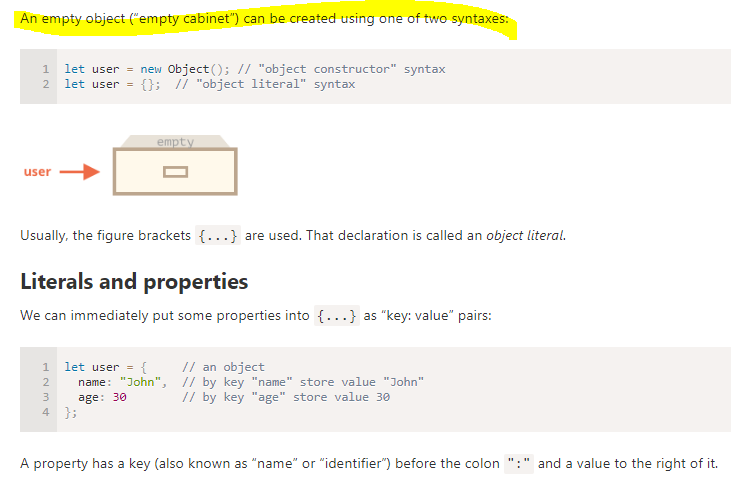 An empty object (“empty cabinet”) can be created using one of two syntaxes:
1 let user = new Object(); // "object constructor" syntax
2 let user = {};  // "object literal" syntax
empty
user
Usually, the figure brackets {...} are used. That declaration is called an object literal.
Literals and properties
We can immediately put some properties into {...} as “key: value” pairs:
1 let user = {     // an object
2   name: "John",  // by key "name" store value "John"
3   age: 30        // by key "age" store value 30
4 };
A property has a key (also known as “name” or “identifier”) before the colon ":" and a value to the right of it.